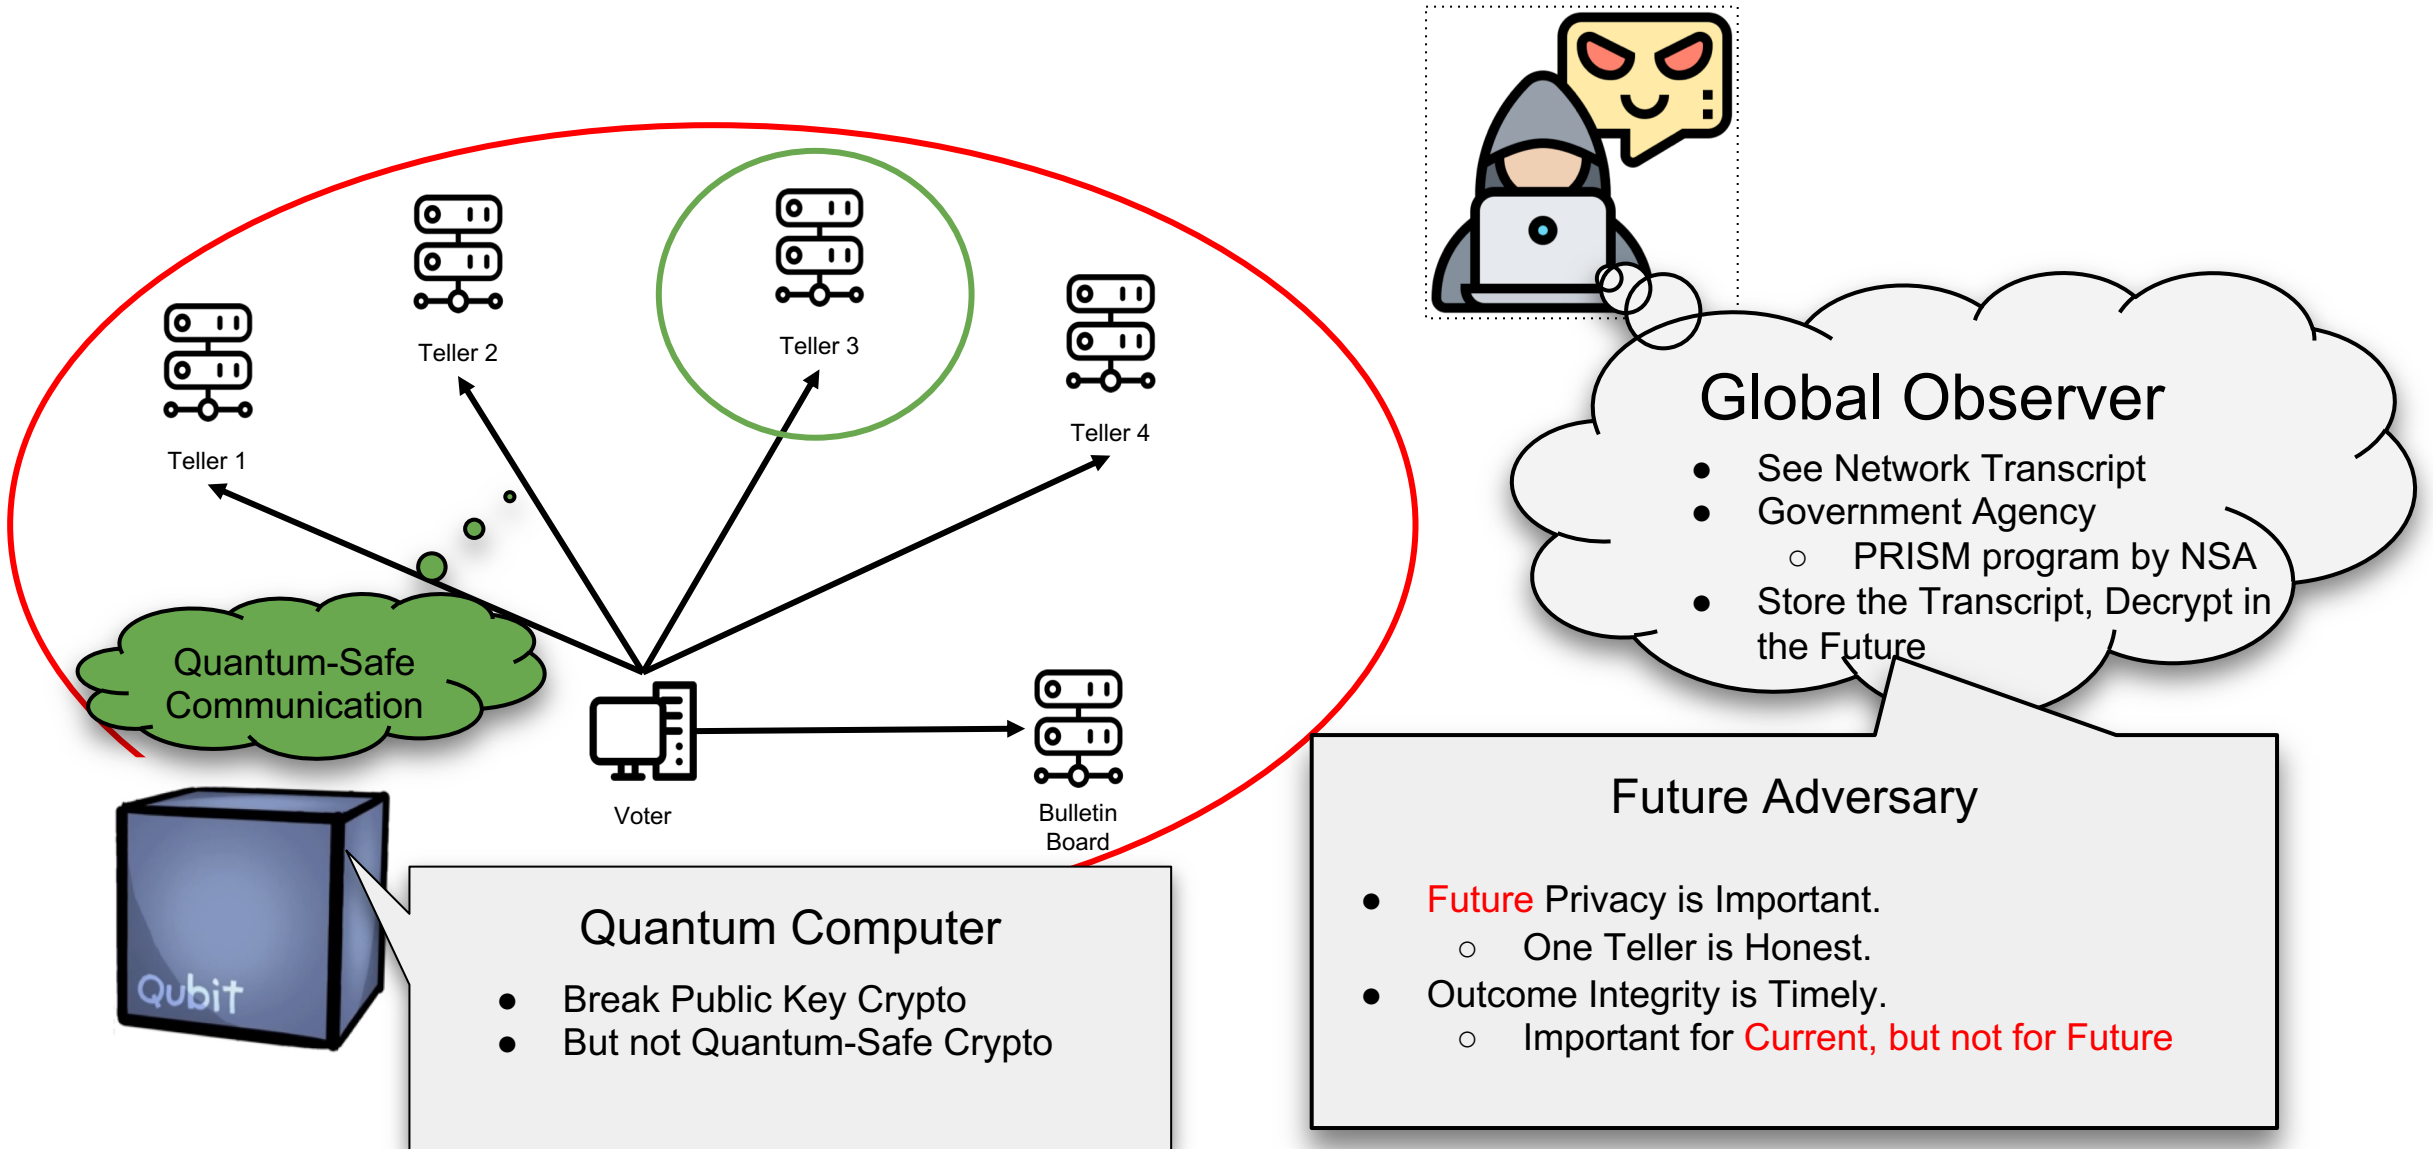 Teller 1
Teller 2
Teller 3
Teller 4
Quantum-Safe
Communication
Voter
Bulletin
Board
Qubit
Quantum Computer
● Break Public Key Crypto
● But not Quantum-Safe Crypto
Global Observer
● See Network Transcript
● Government Agency
○ PRISM program by NSA
● Store the Transcript, Decrypt in
the Future
Future Adversary
● Future Privacy is Important.
○ One Teller is Honest.
● Outcome Integrity is Timely.
○ Important for Current, but not for Future